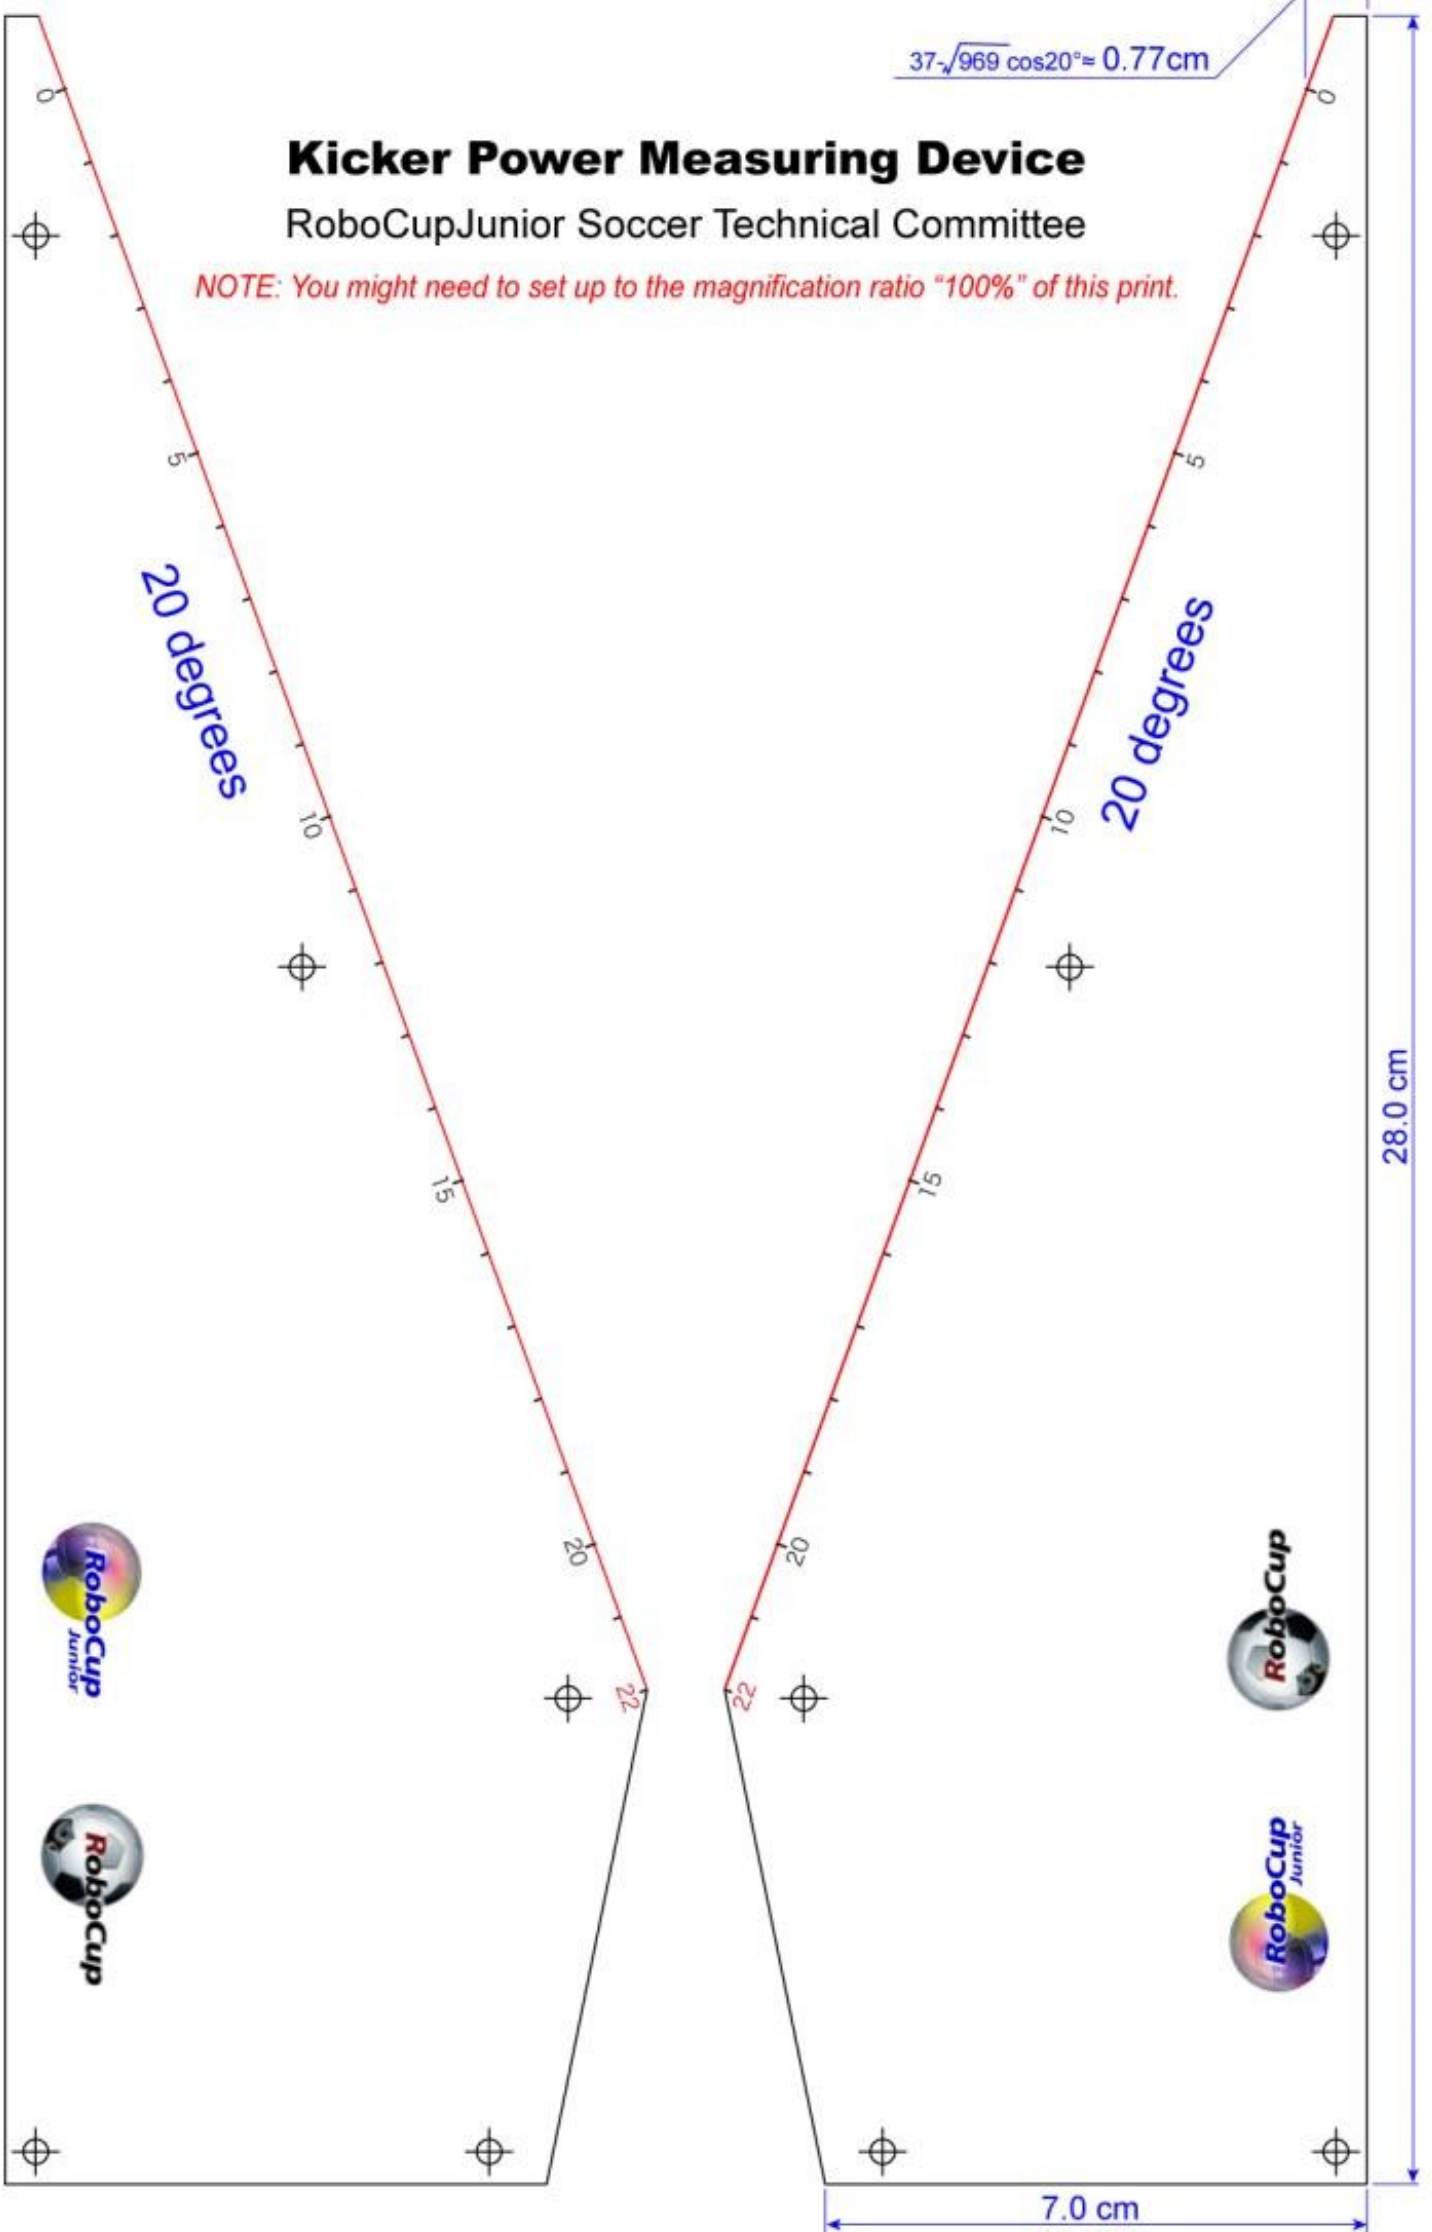 37-√969 cos20°≈ 0.77cm
0
0
Kicker Power Measuring Device
RoboCupJunior Soccer Technical Committee
NOTE: You might need to set up to the magnification ratio “100%” of this print.
5
5
20 degrees
20 degrees
10
10
28.0 cm
15
15
20
20
RoboCup
Junior
RoboCup
22
22
RoboCup
RoboCup
Junior
7.0 cm